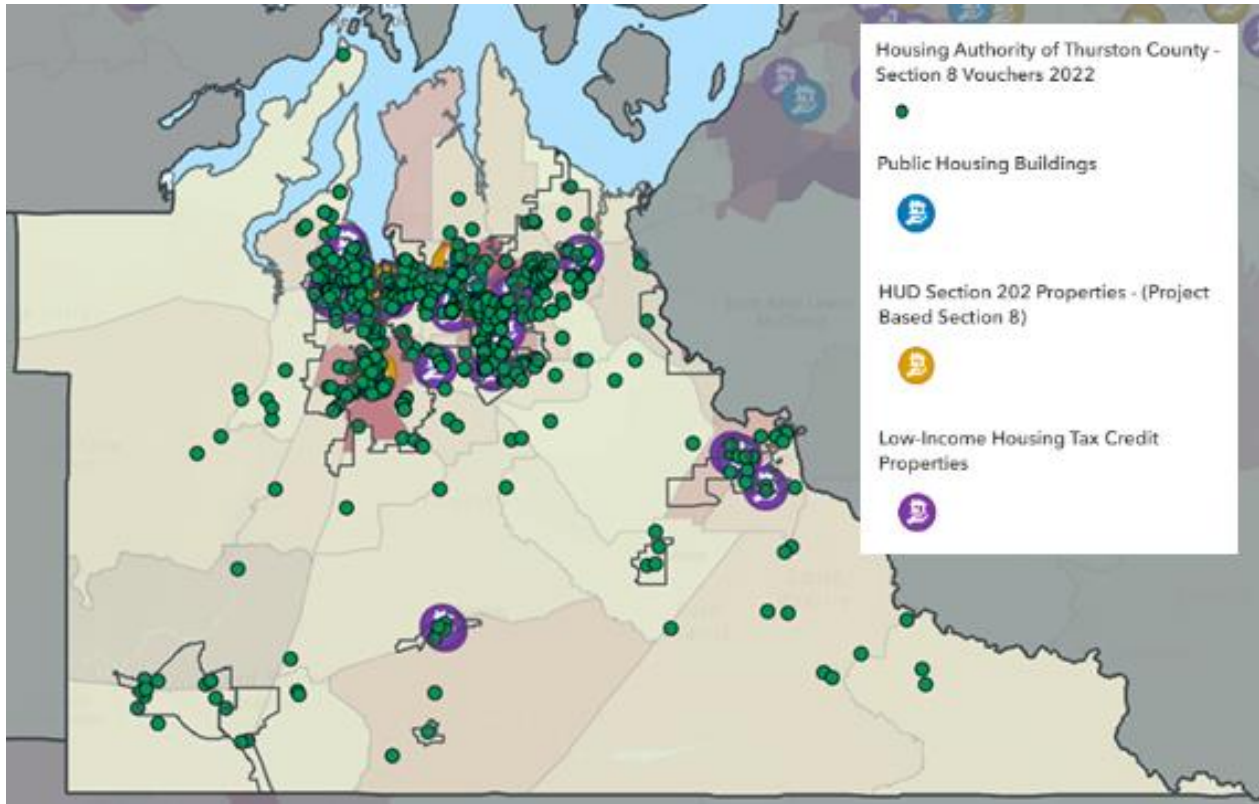 Housing Authority of Thurston County -
Section 8 Vouchers 2022
Public Housing Buildings
HUD Section 202 Properties - (Project
Based Section 8)
Low-Income Housing Tax Credit
Properties